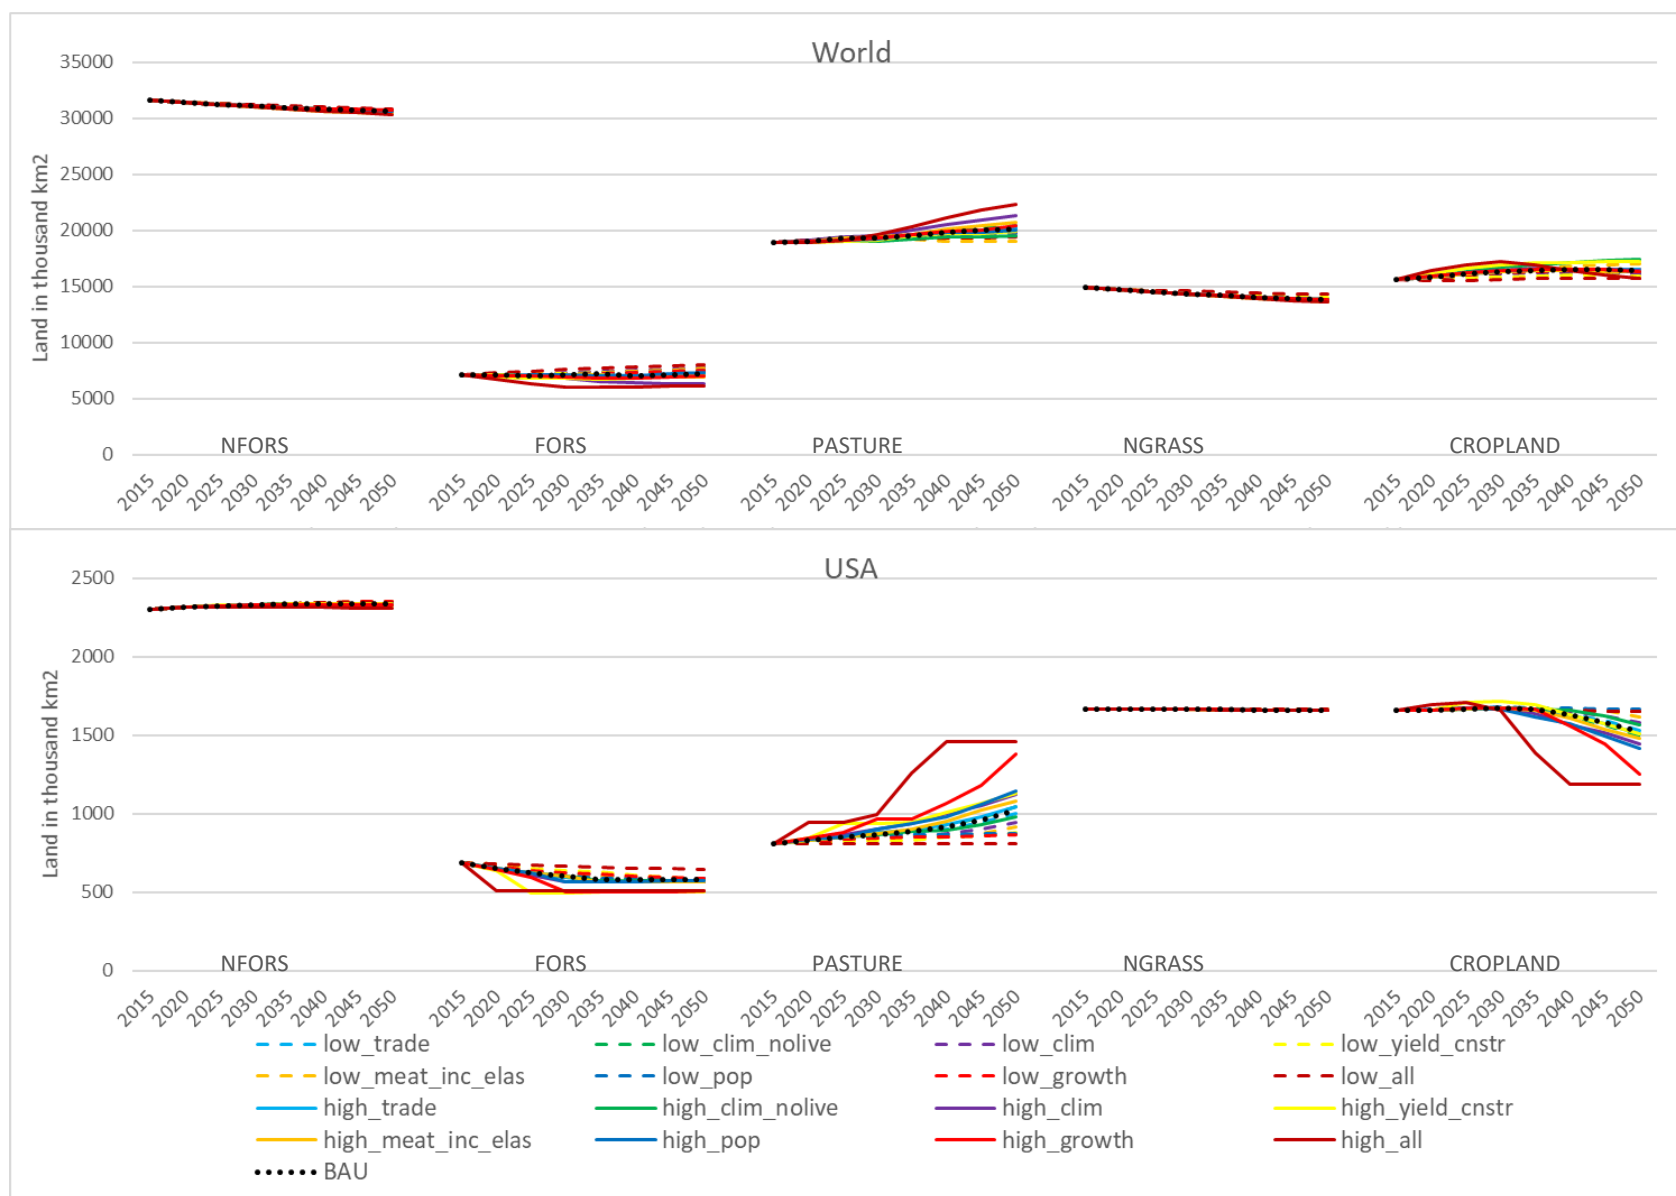 World
35000
30000
25000
20000
15000
10000
5000
0
Land in thousand km2
NFORS FORS PASTURE NGRASS CROPLAND
2015 2020 2025 2030 2035 2040 2045 2050 2015 2020 2025 2030 2035 2040 2045 2050 2015 2020 2025 2030 2035 2040 2045 2050 2015 2020 2025 2030 2035 2040 2045 2050 2015 2020 2025 2030 2035 2040 2045 2050
USA
2500
2000
1500
1000
500
0
Land in thousand km2
NFORS FORS PASTURE NGRASS CROPLAND
2015 2020 2025 2030 2035 2040 2045 2050 2015 2020 2025 2030 2035 2040 2045 2050 2015 2020 2025 2030 2035 2040 2045 2050 2015 2020 2025 2030 2035 2040 2045 2050 2015 2020 2025 2030 2035 2040 2045 2050
low_trade low_clim_nolive low_clim low_yield_cnstr
low_meat_inc_elas low_pop low_growth low_all
high_trade high_clim_nolive high_clim high_yield_cnstr
high_meat_inc_elas high_pop high_growth high_all
BAU